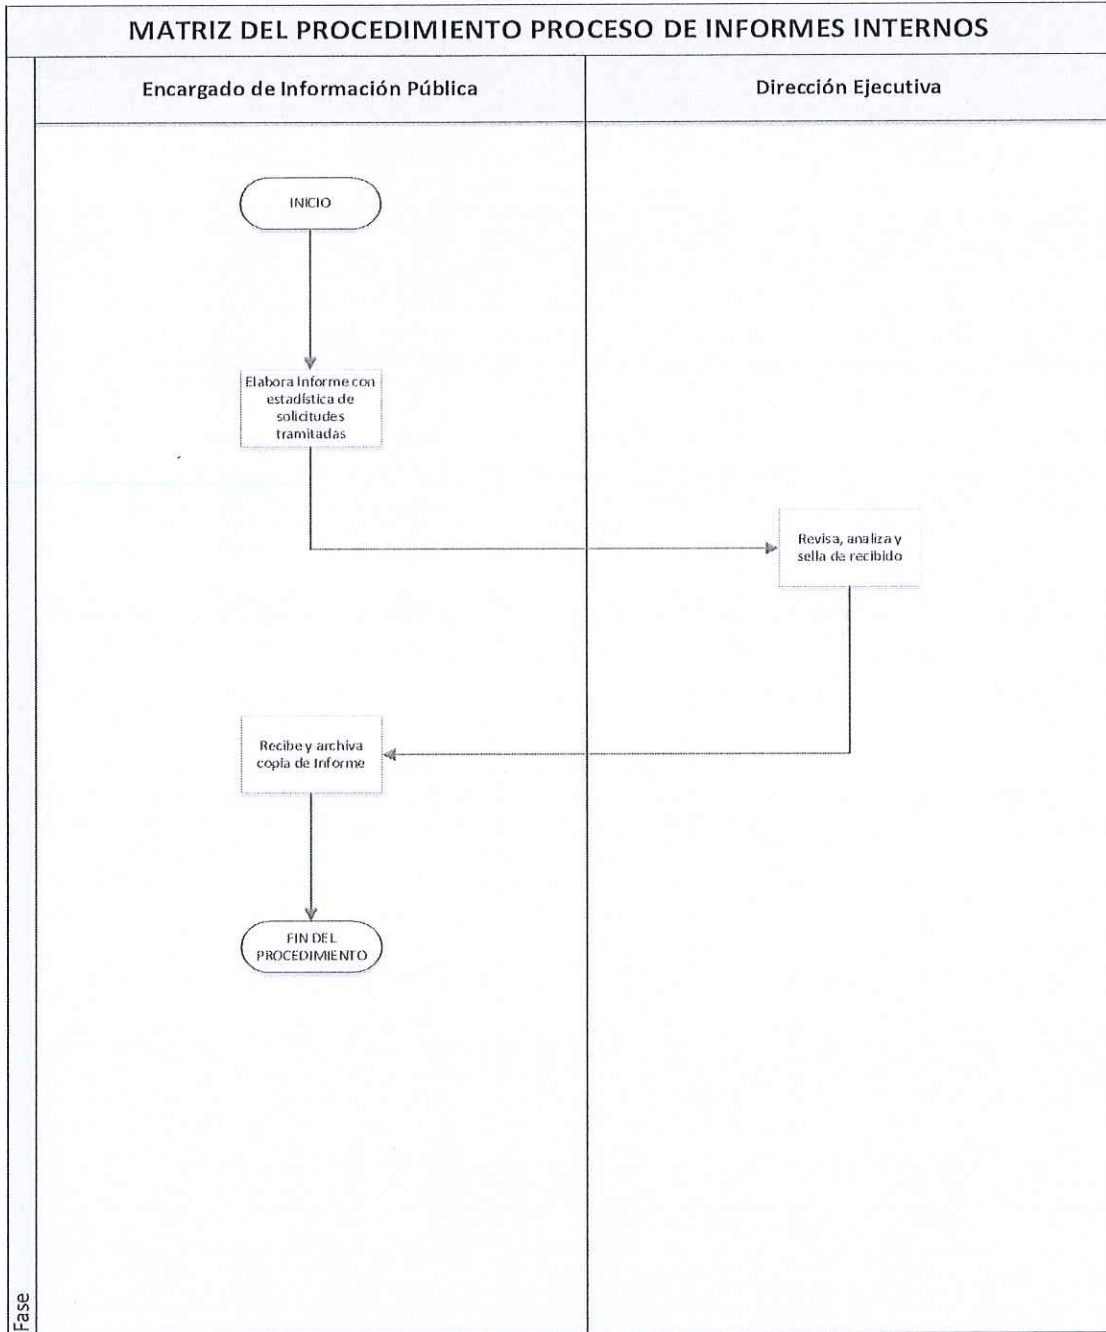 MATRIZ DEL PROCEDIMIENTO PROCESO DE INFORMES INTERNOS
Encargado de Información Pública
Dirección Ejecutiva
INICIO
Elabora Informe con
estadística de
solicitudes
tramitadas
Revisa, analiza y
sella de recibido
Recibe y archiva
copia de Informe
FIN DEL
PROCEDIMIENTO
Fase